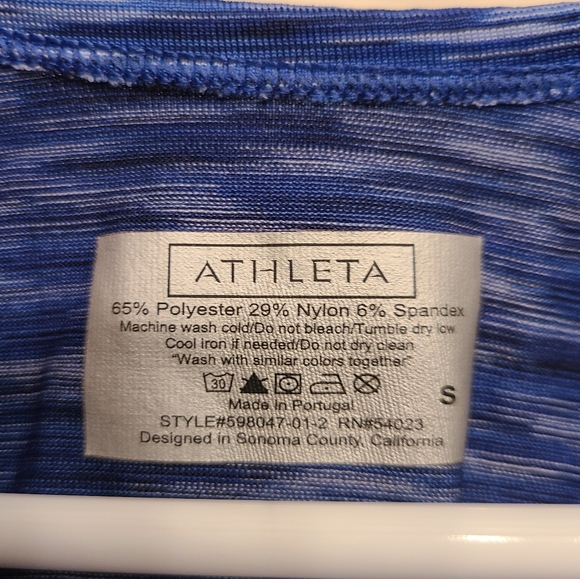 ATHLETA
65% Polyester 29% Nylon 6% Spandex
Machine wash cold/Do not bleach/Tumble dry low
Cool iron if needed/Do not dry clean
"Wash with similar colors together"
30
S
Made in Portugal
STYLE#598047-01-2 RN#54023
Designed in Sonoma County, California